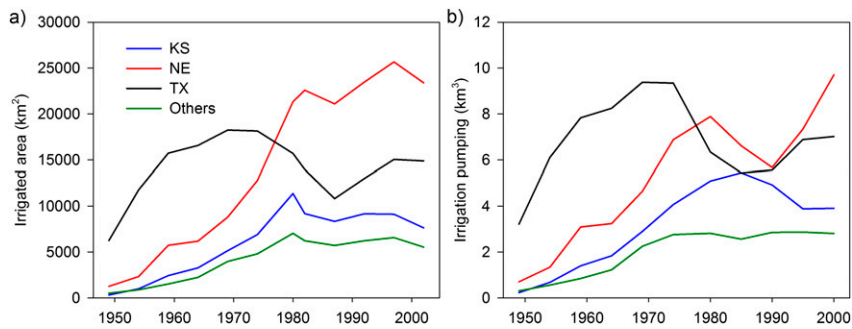 a)
30000
25000
20000
15000
10000
5000
0
Irrigated area (km²)
KS
NE
TX
Others
1950 1960 1970 1980 1990 2000
b)
12
10
8
6
4
2
0
Irrigation pumping (km³)
1950 1960 1970 1980 1990 2000